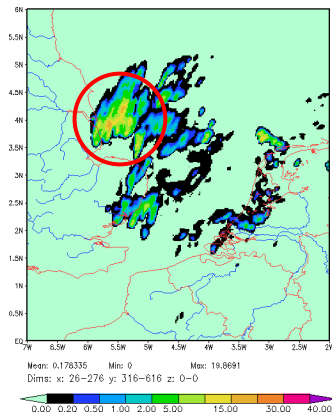 6N
5.5N
5N
4.5N
4N
3.5N
3N
2.5N
2N
1.5N
1N
0.5N
EQ
7W 6.5W 6W 5.5W 5W 4.5W 4W 3.5W 3W 2.5W 2W
Mean: 0.178335 Min: 0 Max: 19.8691
Dims: x: 26-276 y: 316-616 z: 0-0
0.00 0.20 0.50 1.00 2.00 5.00 15.00 30.00 40.00